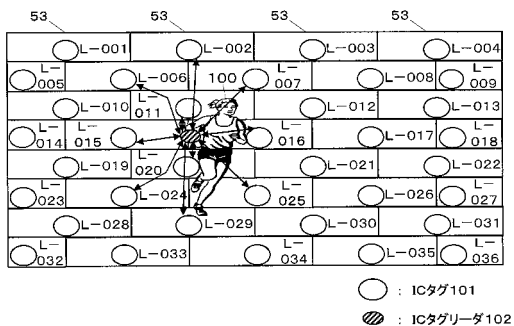 53 53 53
L-001 L-002 L-003 L-004
L-005 L-006 100 L-007 L-008 L-009
L-010 L-011 L-012 L-013
L-014 L-015 L-016 L-017 L-018
L-019 L-020 L-021 L-022
L-023 L-024 L-025 L-026 L-027
L-028 L-029 L-030 L-031
L-032 L-033 L-034 L-035 L-036
: ICタグ101
: ICタグリーダ102